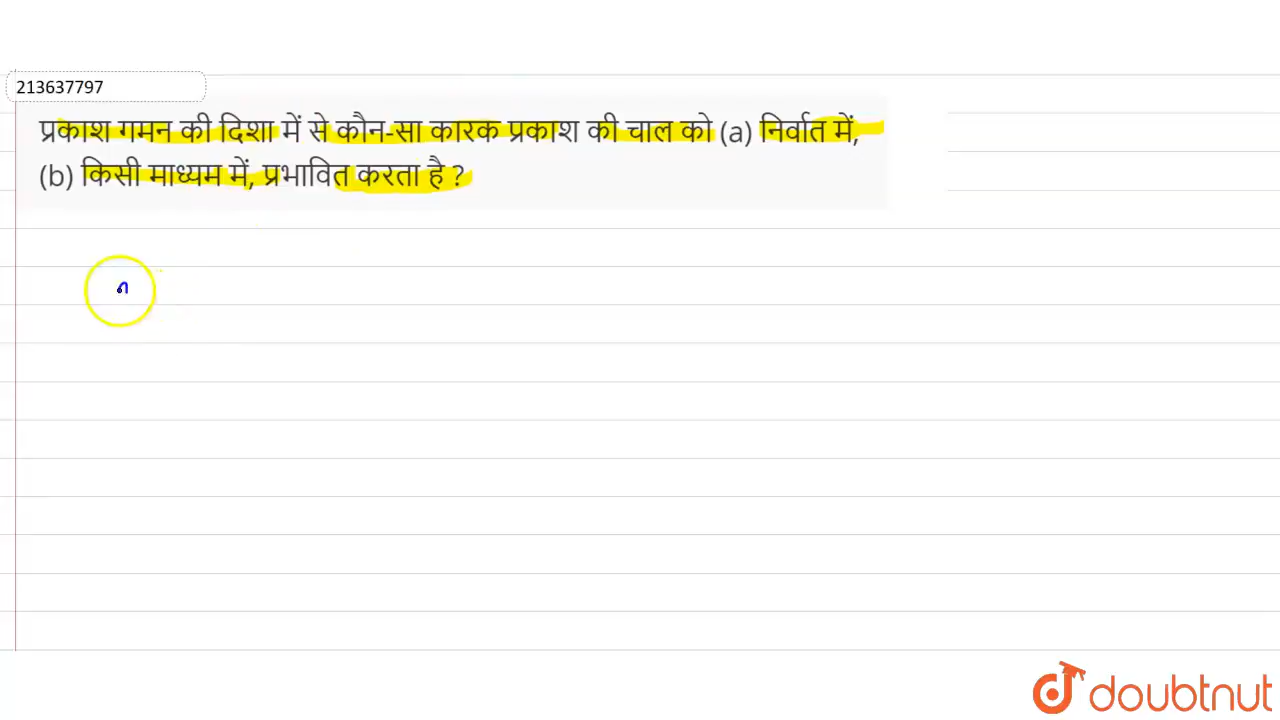 213637797
प्रकाश गमन की दिशा में से कौन-सा कारक प्रकाश की चाल को (a) निर्वात में,
(b) किसी माध्यम में, प्रभावित करता है ?
doubtnut